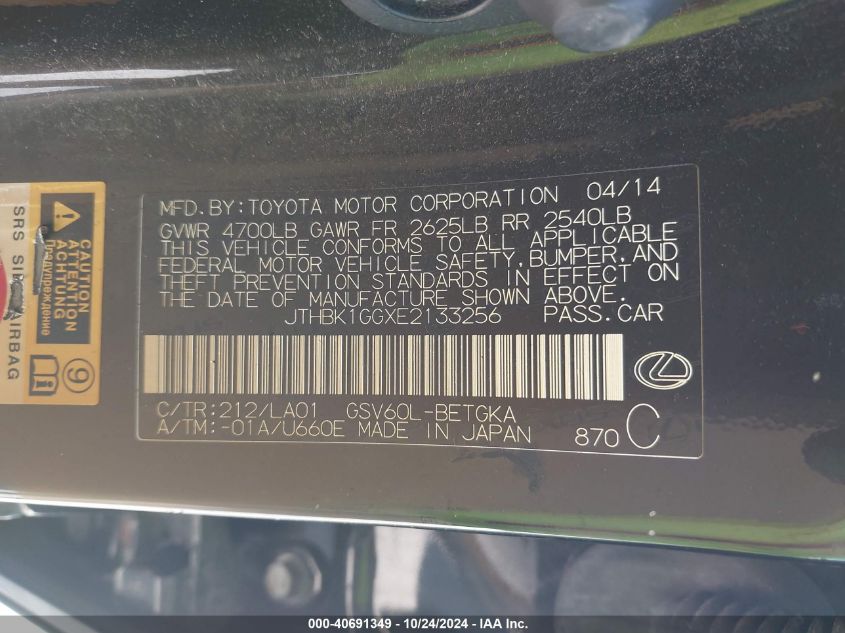 MFD.BY:TOYOTA MOTOR CORPORATION 04/14
GVWR 4700LB GAWR FR 2625LB RR 2540LB
THIS VEHICLE CONFORMS TO ALL APPLICABLE
FEDERAL MOTOR VEHICLE SAFETY,BUMPER,AND
THEFT PREVENTION STANDARDS IN EFFECT ON
THE DATE OF MANUFACTURE SHOWN ABOVE.
JTHBK1GGXE2133256 PASS.CAR
C/TR:212/LA01 GSV60L-BETGKA
A/TM:-01A/U660E MADE IN JAPAN 870 C
CAUTION
ATTENTION
ACHTUNG
Предупреждение
SRS
AIRBAG
9
000-40691349 - 10/24/2024 - IAA Inc.